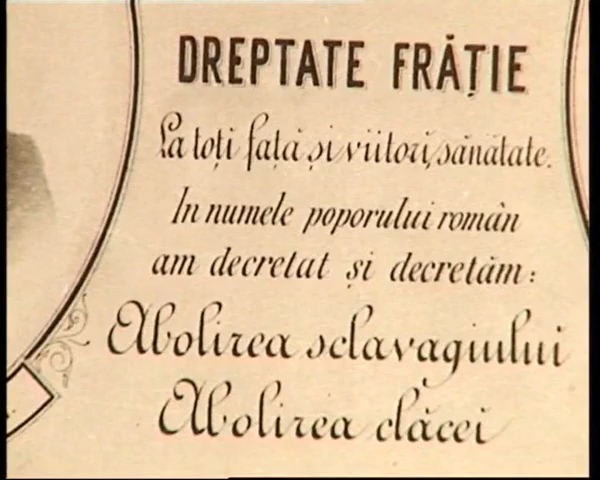 DREPTATE FRĂȚIE
La toți față și viitori, sănătate.
In numele poporului român
am decretat și decretăm:
Abolirea sclavagiului
Abolirea clăcei